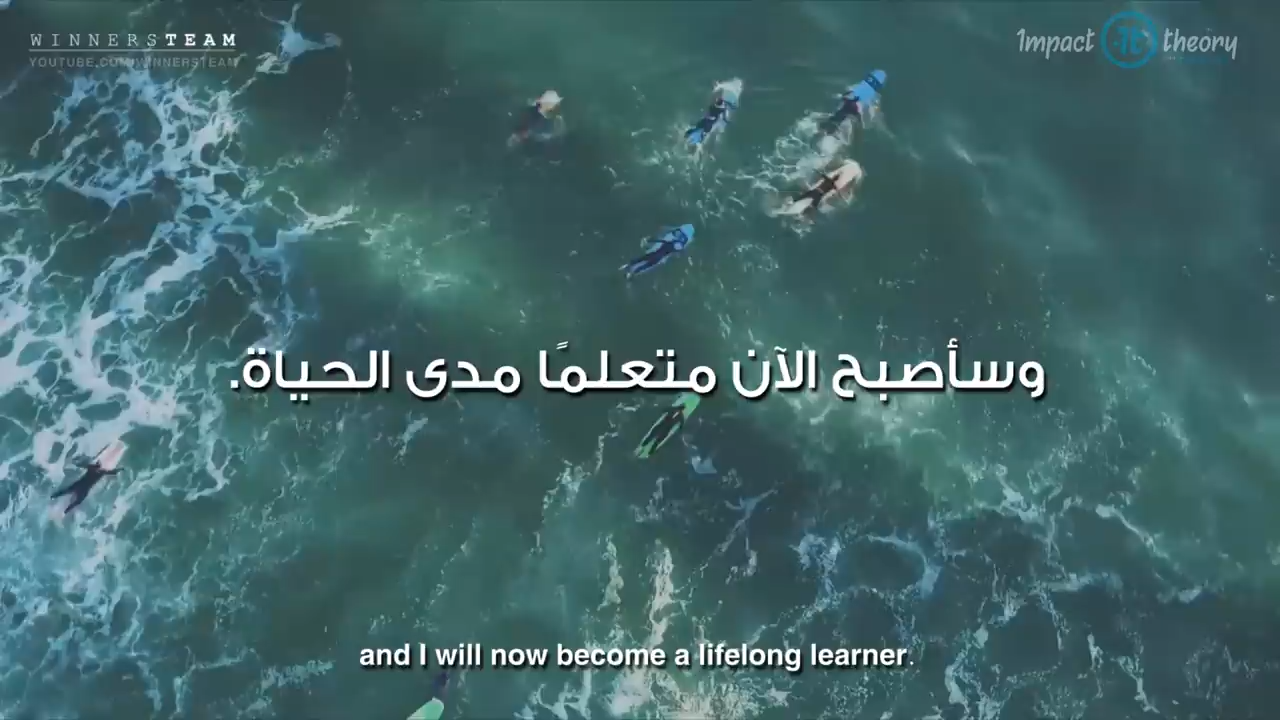 WINNERSTEAM
YOUTUBE.COM/WINNERSTEAM
Impact theory
وسأصبح الآن متعلمًا مدى الحياة.
and I will now become a lifelong learner.